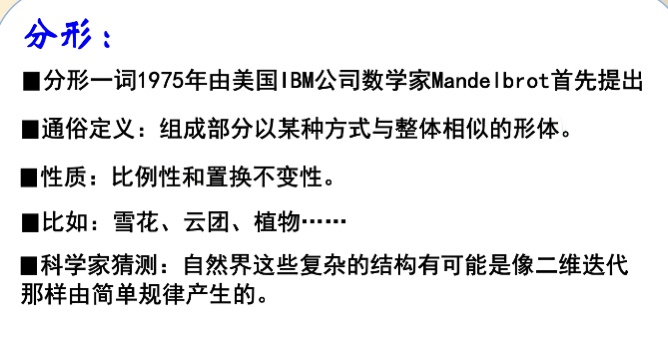 分形：
■分形一词1975年由美国IBM公司数学家Mandelbrot首先提出
■通俗定义：组成部分以某种方式与整体相似的形体。
■性质：比例性和置换不变性。
■比如：雪花、云团、植物……
■科学家猜测：自然界这些复杂的结构有可能是像二维迭代
那样由简单规律产生的。